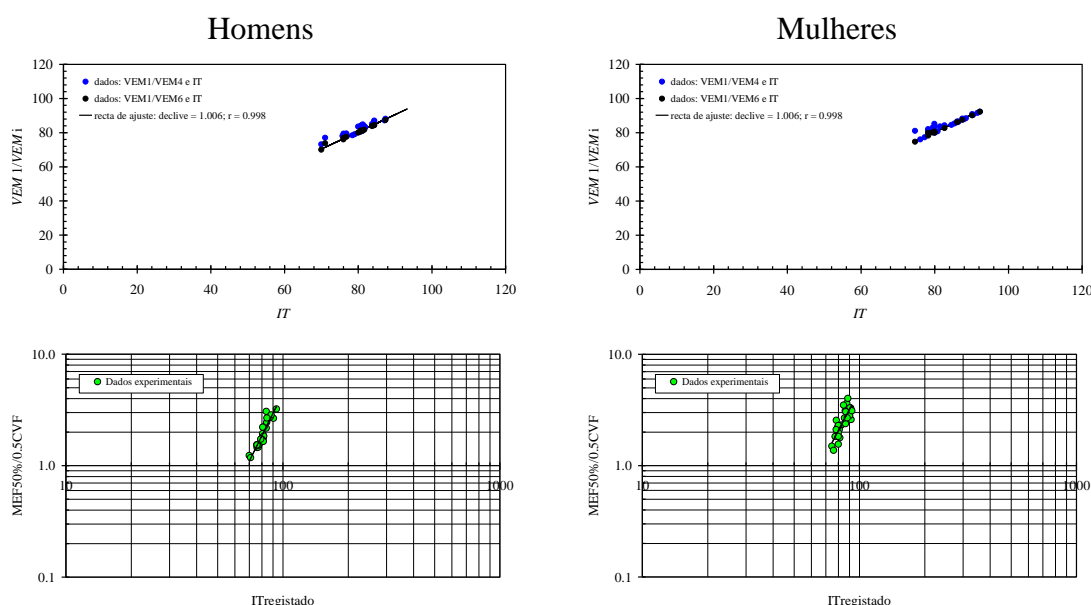 Homens
120
100
80
60
40
20
0
VEM 1/VEM i
dados: VEM1/VEM4 e IT
dados: VEM1/VEM6 e IT
recta de ajuste: declive = 1.006; r = 0.998
0 20 40 60 80 100 120
IT
Mulheres
120
100
80
60
40
20
0
VEM 1/VEM i
dados: VEM1/VEM4 e IT
dados: VEM1/VEM6 e IT
recta de ajuste: declive = 1.006; r = 0.998
0 20 40 60 80 100 120
IT
10.0
1.0
0.1
MEF50%/0.5CVF
Dados experimentais
10 100 1000
ITregistado
10.0
1.0
0.1
MEF50%/0.5CVF
Dados experimentais
10 100 1000
ITregistado